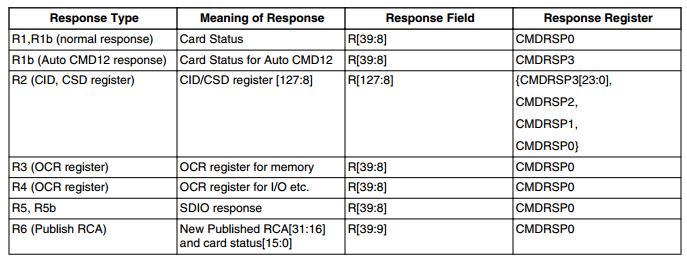 Response Type Meaning of Response Response Field Response Register
R1,R1b (normal response) Card Status R[39:8] CMDRSP0
R1b (Auto CMD12 response) Card Status for Auto CMD12 R[39:8] CMDRSP3
R2 (CID, CSD register) CID/CSD register [127:8] R[127:8] {CMDRSP3[23:0],
CMDRSP2,
CMDRSP1,
CMDRSP0}
R3 (OCR register) OCR register for memory R[39:8] CMDRSP0
R4 (OCR register) OCR register for I/O etc. R[39:8] CMDRSP0
R5, R5b SDIO response R[39:8] CMDRSP0
R6 (Publish RCA) New Published RCA[31:16] R[39:9] CMDRSP0
and card status[15:0]